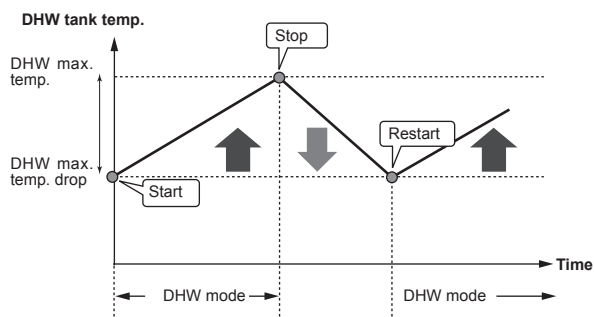 DHW tank temp.
Stop
DHW max.
temp.
Restart
DHW max.
temp. drop
Start
Time
DHW mode
DHW mode